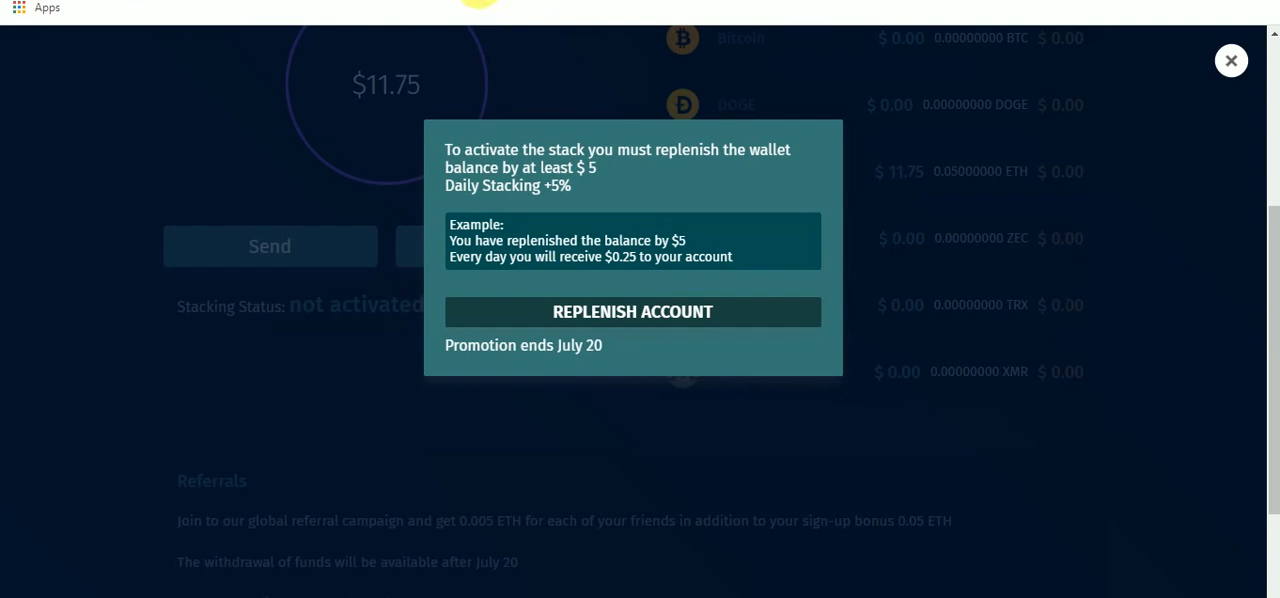 Apps
Bitcoin $ 0.00 0.00000000 BTC $ 0.00
$11.75
DOGE $ 0.00 0.00000000 DOGE $ 0.00
To activate the stack you must replenish the wallet
balance by at least $ 5
Daily Stacking +5%
$ 11.75 0.05000000 ETH $ 0.00
Example:
You have replenished the balance by $5
Every day you will receive $0.25 to your account
Send
$ 0.00 0.00000000 ZEC $ 0.00
Stacking Status: not activated
REPLENISH ACCOUNT
$ 0.00 0.00000000 TRX $ 0.00
Promotion ends July 20
$ 0.00 0.00000000 XMR $ 0.00
Referrals
Join to our global referral campaign and get 0.005 ETH for each of your friends in addition to your sign-up bonus 0.05 ETH
The withdrawal of funds will be available after July 20